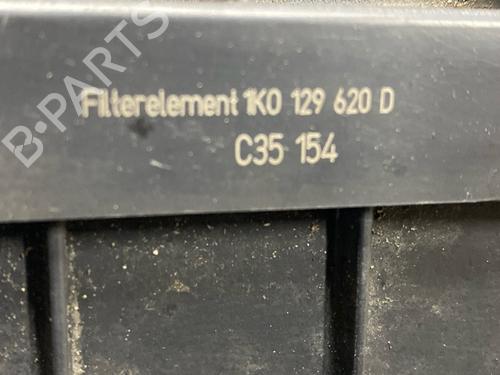 B-PARTS
Filterelement 1K0 129 620 D
C35 154